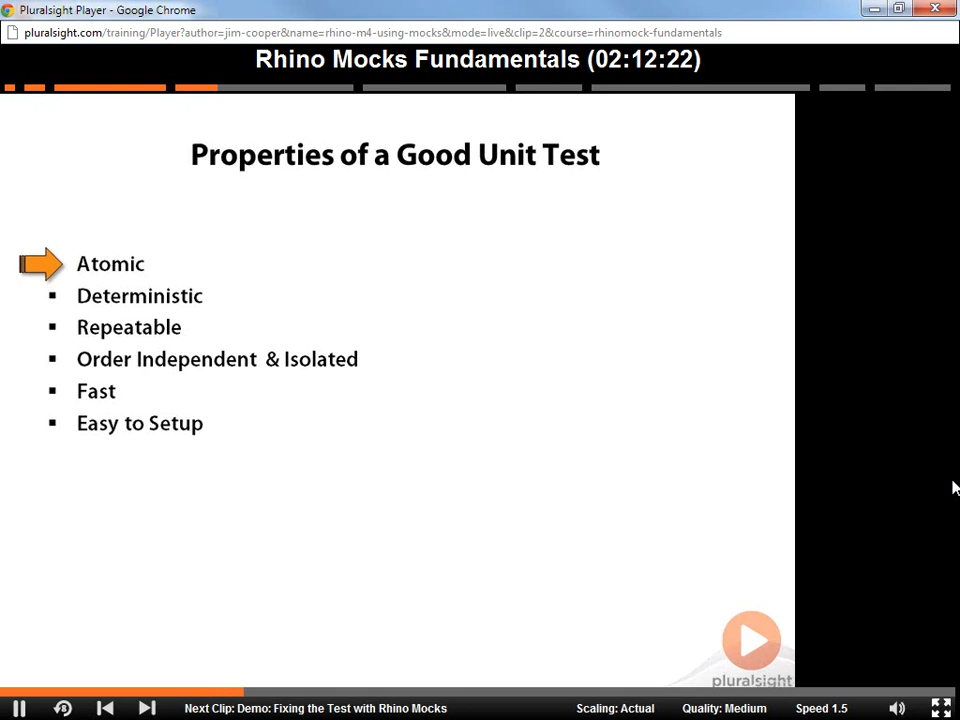 Pluralsight Player - Google Chrome
pluralsight.com/training/Player?author=jim-cooper&name=rhino-m4-using-mocks&mode=live&clip=2&course=rhinomock-fundamentals
Rhino Mocks Fundamentals (02:12:22)
Properties of a Good Unit Test
Atomic
▪ Deterministic
▪ Repeatable
▪ Order Independent & Isolated
▪ Fast
▪ Easy to Setup
pluralsight
8
Next Clip: Demo: Fixing the Test with Rhino Mocks
Scaling: Actual
Quality: Medium
Speed 1.5